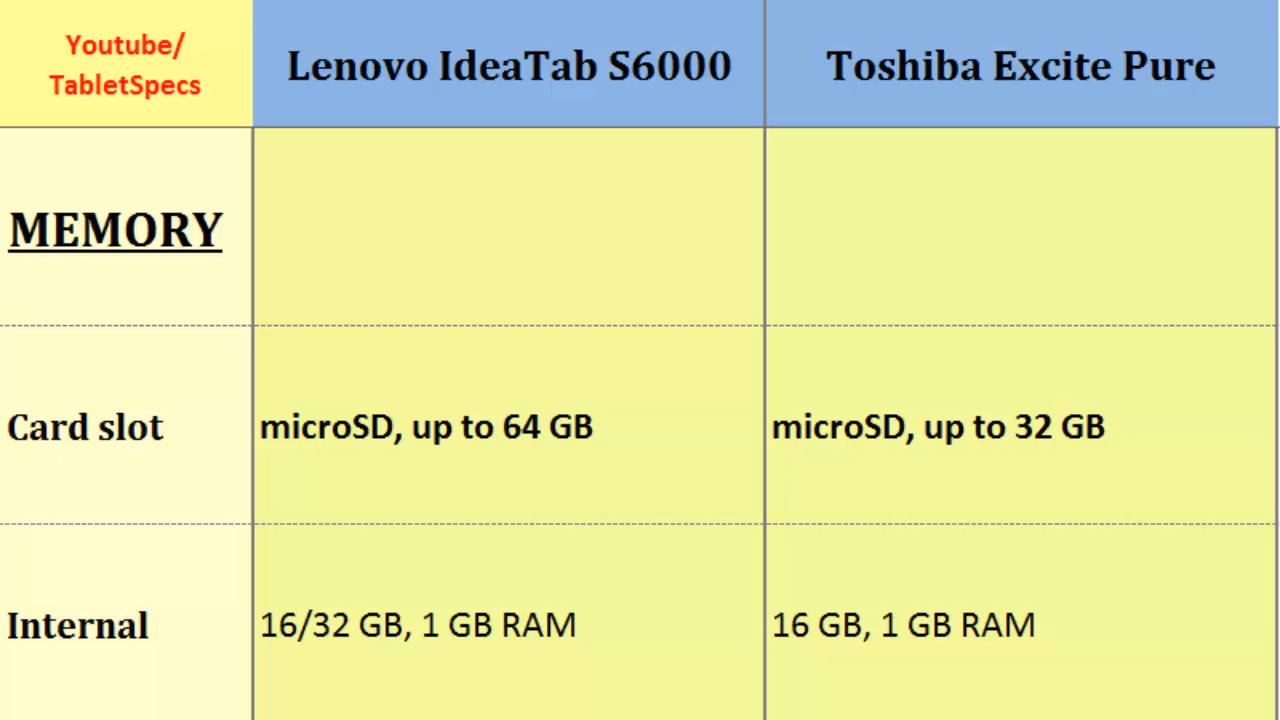 Youtube/
TabletSpecs
Lenovo IdeaTab S6000
Toshiba Excite Pure
MEMORY
Card slot
microSD, up to 64 GB
microSD, up to 32 GB
Internal
16/32 GB, 1 GB RAM
16 GB, 1 GB RAM